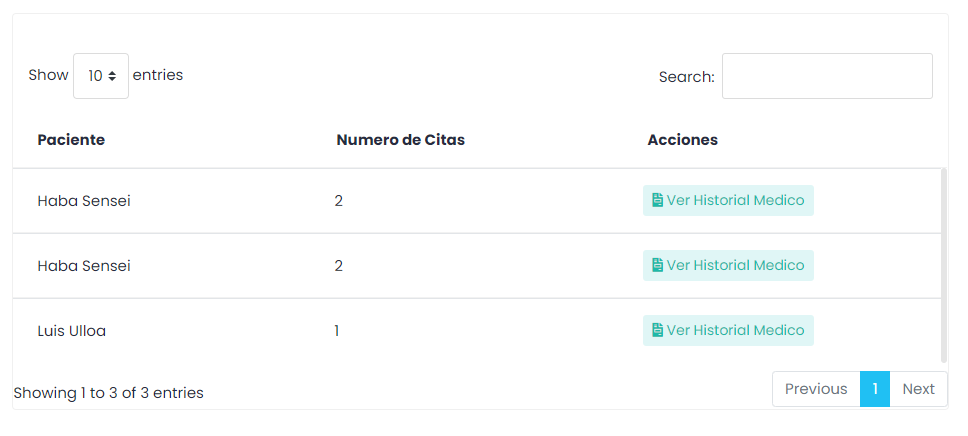 Show 10 entries Search:
Paciente Numero de Citas Acciones
Haba Sensei 2 Ver Historial Medico
Haba Sensei 2 Ver Historial Medico
Luis Ulloa 1 Ver Historial Medico
Showing 1 to 3 of 3 entries Previous 1 Next